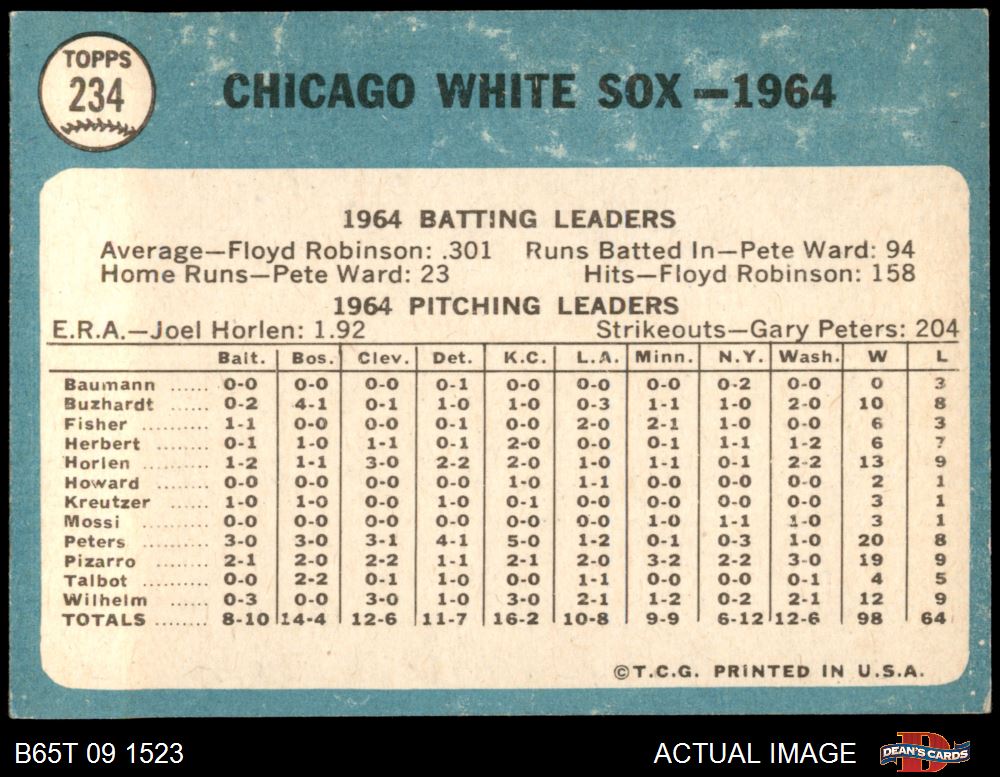 TOPPS
234
CHICAGO WHITE SOX—1964
1964 BATTING LEADERS
Average—Floyd Robinson: .301 Runs Batted In—Pete Ward: 94
Home Runs—Pete Ward: 23 Hits—Floyd Robinson: 158
1964 PITCHING LEADERS
E.R.A.—Joel Horlen: 1.92 Strikeouts—Gary Peters: 204
Balt. Bos. Clev. Det. K.C. L.A. Minn. N.Y. Wash. W L
Baumann ...... 0-0 0-0 0-0 0-1 0-0 0-0 0-0 0-2 0-0 0 3
Buzhardt ...... 0-2 4-1 0-1 1-0 1-0 0-3 1-1 1-0 2-0 10 8
Fisher .......... 1-1 0-0 0-0 0-1 0-0 2-0 2-1 1-0 0-0 6 3
Herbert ........ 0-1 1-0 1-1 0-1 2-0 0-0 0-1 1-1 1-2 6 7
Horlen .......... 1-2 1-1 3-0 2-2 2-0 1-0 1-1 0-1 2-2 13 9
Howard ........ 0-0 0-0 0-0 0-0 1-0 1-1 0-0 0-0 0-0 2 1
Kreutzer ...... 1-0 1-0 0-0 0-0 0-1 0-0 0-0 0-0 1-0 3 1
Mossi .......... 0-0 0-0 0-0 0-0 0-0 0-0 1-0 1-1 1-0 3 1
Peters .......... 3-0 3-0 3-1 4-1 5-0 1-2 0-1 0-3 1-0 20 8
Pizarro ........ 2-1 2-0 2-2 1-1 2-1 2-0 3-2 2-2 3-0 19 9
Talbot .......... 0-0 2-2 0-1 1-0 0-0 1-1 0-0 0-0 0-1 4 5
Wilhelm ...... 0-3 0-0 3-0 1-0 3-0 2-1 1-2 0-2 2-1 12 9
TOTALS ........ 8-10 14-4 12-6 11-7 16-2 10-8 9-9 6-12 12-6 98 64
©T.C.G. PRINTED IN U.S.A.
B65T 09 1523 ACTUAL IMAGE DEAN'S CARDS